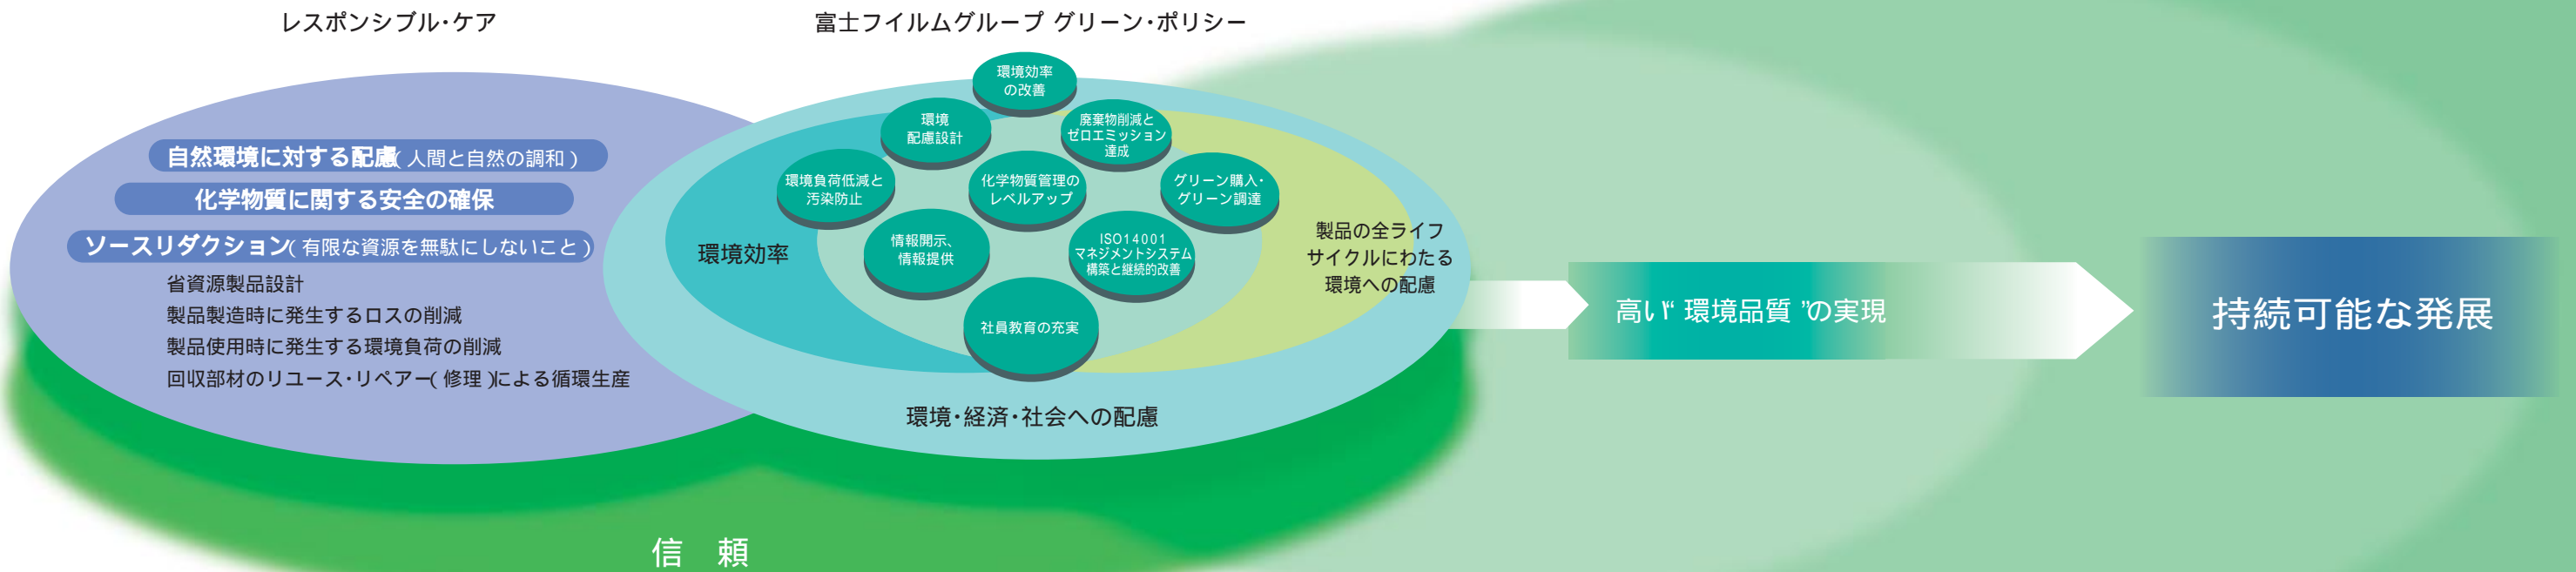 レスポンシブル・ケア
富士フイルムグループ グリーン・ポリシー
自然環境に対する配慮(人間と自然の調和)
化学物質に関する安全の確保
ソースリダクション(有限な資源を無駄にしないこと)
省資源製品設計
製品製造時に発生するロスの削減
製品使用時に発生する環境負荷の削減
回収部材のリユース・リペアー(修理)による循環生産
環境効率
の改善
環境
配慮設計
廃棄物削減と
ゼロエミッション
達成
環境負荷低減と
汚染防止
化学物質管理の
レベルアップ
グリーン購入・
グリーン調達
情報開示、
情報提供
ISO14001
マネジメントシステム
構築と継続的改善
社員教育の充実
環境効率
製品の全ライフ
サイクルにわたる
環境への配慮
環境・経済・社会への配慮
高い“環境品質”の実現
持続可能な発展
信 頼